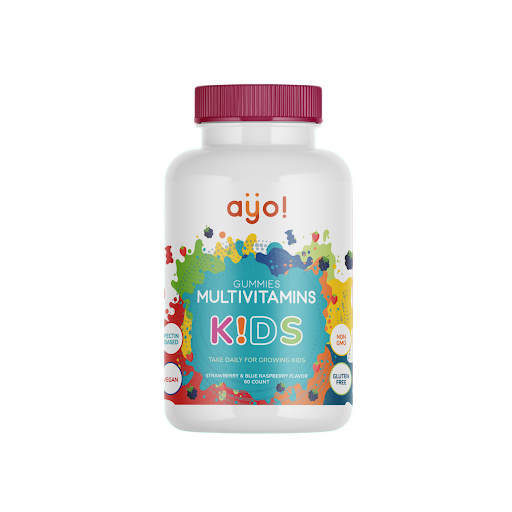 aÿo!
GUMMIES
MULTIVITAMINS
K!DS
TAKE DAILY FOR GROWING KIDS
STRAWBERRY & BLUE RASPBERRY FLAVOR
60 COUNT
PECTIN
BASED
VEGAN
NON
GMO
GLUTEN
FREE